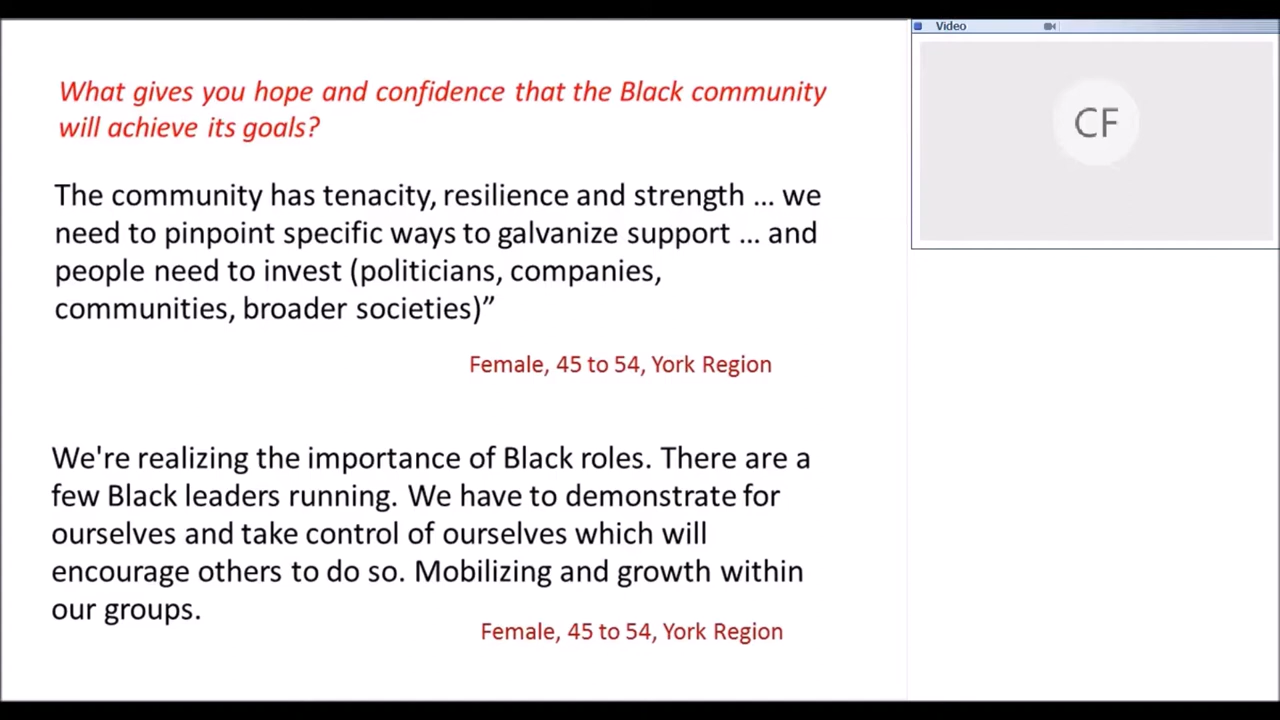 What gives you hope and confidence that the Black community
will achieve its goals?
The community has tenacity, resilience and strength ... we
need to pinpoint specific ways to galvanize support ... and
people need to invest (politicians, companies,
communities, broader societies)”
Female, 45 to 54, York Region
We're realizing the importance of Black roles. There are a
few Black leaders running. We have to demonstrate for
ourselves and take control of ourselves which will
encourage others to do so. Mobilizing and growth within
our groups.
Female, 45 to 54, York Region
Video
CF